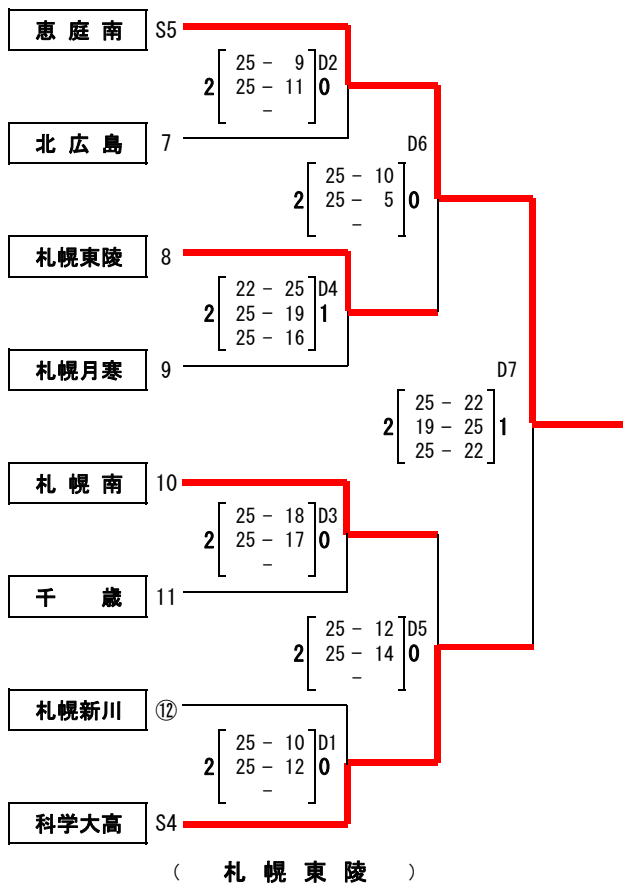 恵庭南 S5
25 - 9 D2
2 25 - 11 0
-
北広島 7
D6
25 - 10
2 25 - 5 0
-
札幌東陵 8
22 - 25 D4
2 25 - 19 1
25 - 16
札幌月寒 9
D7
25 - 22
2 19 - 25 1
25 - 22
札幌南 10
25 - 18 D3
2 25 - 17 0
-
千歳 11
25 - 12 D5
2 25 - 14 0
-
札幌新川 ⑫
25 - 10 D1
2 25 - 12 0
-
科学大高 S4
( 札幌東陵 )